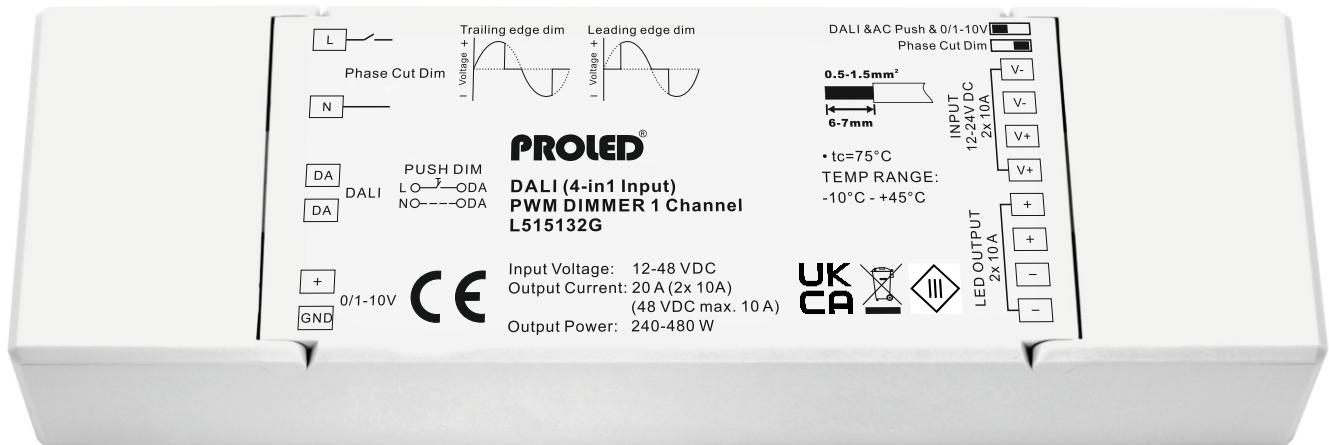 L
Phase Cut Dim
N
Trailing edge dim
Voltage
+
−
Leading edge dim
Voltage
+
−
DALI &AC Push & 0/1-10V
Phase Cut Dim
0.5-1.5mm²
6-7mm
V-
V-
V+
V+
INPUT
12-24V DC
2x 10A
DA
DA
DALI
PUSH DIM
L DA
N DA
PROLED®
DALI (4-in1 Input)
PWM DIMMER 1 Channel
L515132G
• tc=75°C
TEMP RANGE:
-10°C - +45°C
+
+
−
−
LED OUTPUT
2x 10 A
+
GND
0/1-10V
CE
Input Voltage: 12-48 VDC
Output Current: 20 A (2x 10A)
(48 VDC max. 10 A)
Output Power: 240-480 W
UK
CA
III